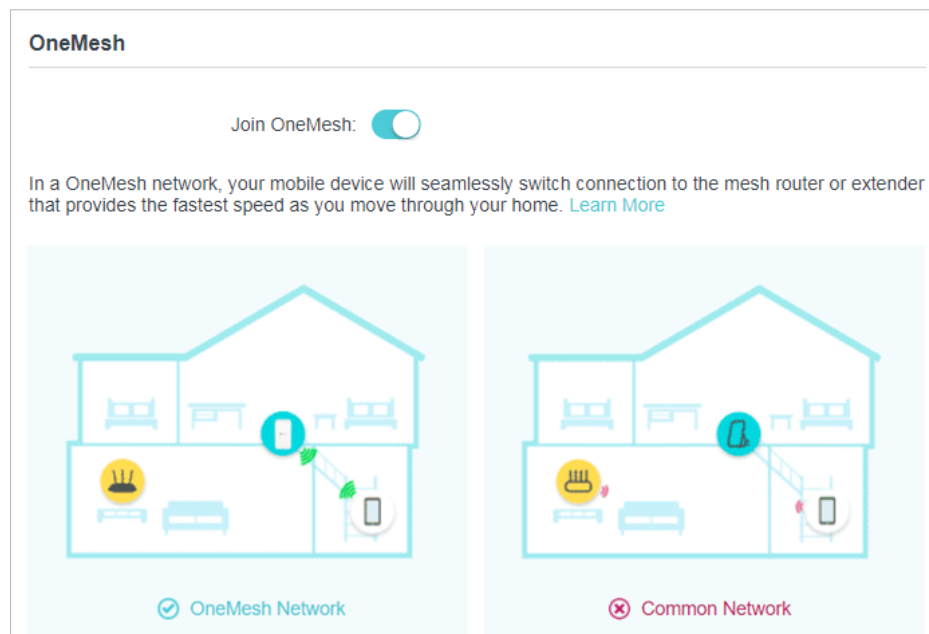 OneMesh
Join OneMesh:
In a OneMesh network, your mobile device will seamlessly switch connection to the mesh router or extender
that provides the fastest speed as you move through your home. Learn More
OneMesh Network
Common Network